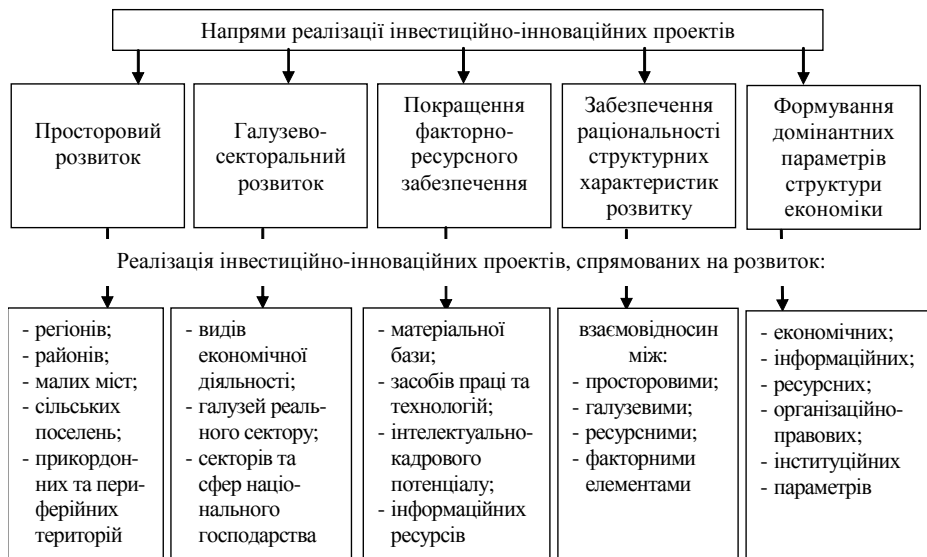 Напрями реалізації інвестиційно-інноваційних проектів
Просторовий
розвиток
Галузево-
секторальний
розвиток
Покращення
факторно-
ресурсного
забезпечення
Забезпечення
раціональності
структурних
характеристик
розвитку
Формування
домінантних
параметрів
структури
економіки
Реалізація інвестиційно-інноваційних проектів, спрямованих на розвиток:
- регіонів;
- районів;
- малих міст;
- сільських
поселень;
- прикордон-
них та пери-
ферійних
територій
- видів
економічної
діяльності;
- галузей реаль-
ного сектору;
- секторів та
сфер націо-
нального
господарства
- матеріальної
бази;
- засобів праці та
технологій;
- інтелектуально-
кадрового
потенціалу;
- інформаційних
ресурсів
взаємовідносин
між:
- просторовими;
- галузевими;
- ресурсними;
- факторними
елементами
- економічних;
- інформаційних;
- ресурсних;
- організаційно-
правових;
- інституційних
- параметрів